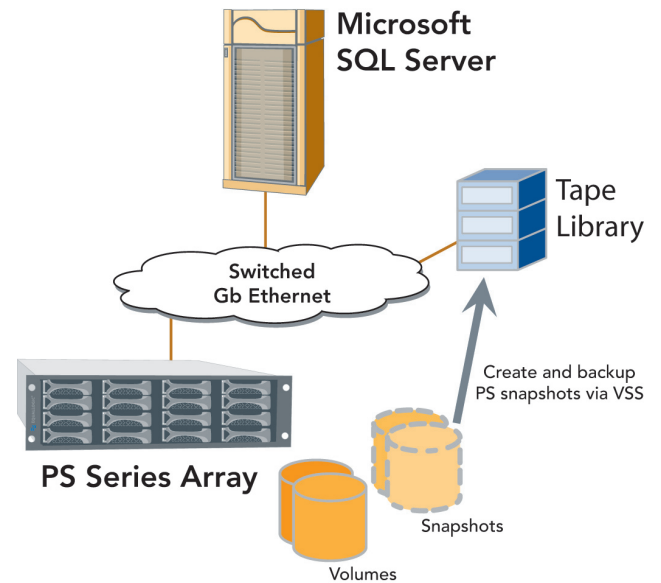 Microsoft
SQL Server
Tape
Library
Switched
Gb Ethernet
Create and backup
PS snapshots via VSS
PS Series Array
Snapshots
Volumes